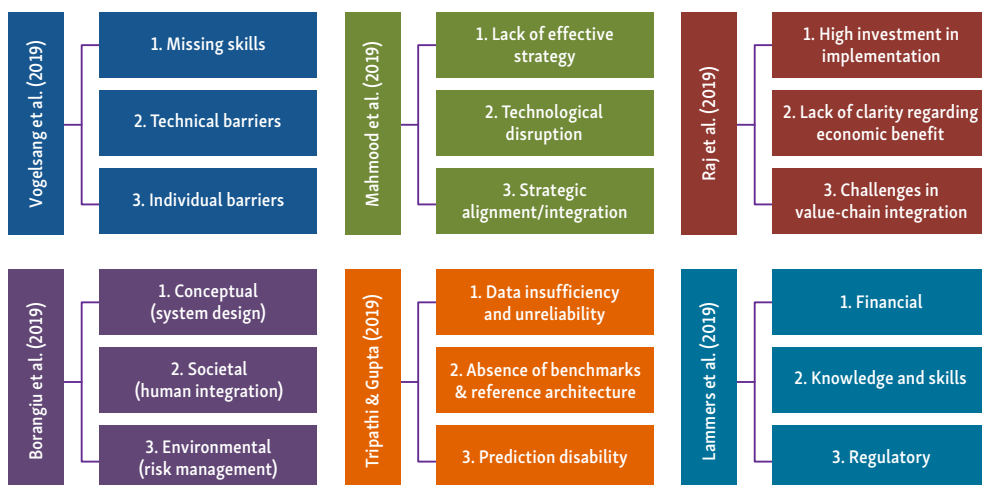 Vogelsang et al. (2019)
1. Missing skills
2. Technical barriers
3. Individual barriers
Mahmood et al. (2019)
1. Lack of effective
strategy
2. Technological
disruption
3. Strategic
alignment/integration
Raj et al. (2019)
1. High investment in
implementation
2. Lack of clarity regarding
economic benefit
3. Challenges in
value-chain integration
Borangiu et al. (2019)
1. Conceptual
(system design)
2. Societal
(human integration)
3. Environmental
(risk management)
Tripathi & Gupta (2019)
1. Data insufficiency
and unreliability
2. Absence of benchmarks
& reference architecture
3. Prediction disability
Lammers et al. (2019)
1. Financial
2. Knowledge and skills
3. Regulatory